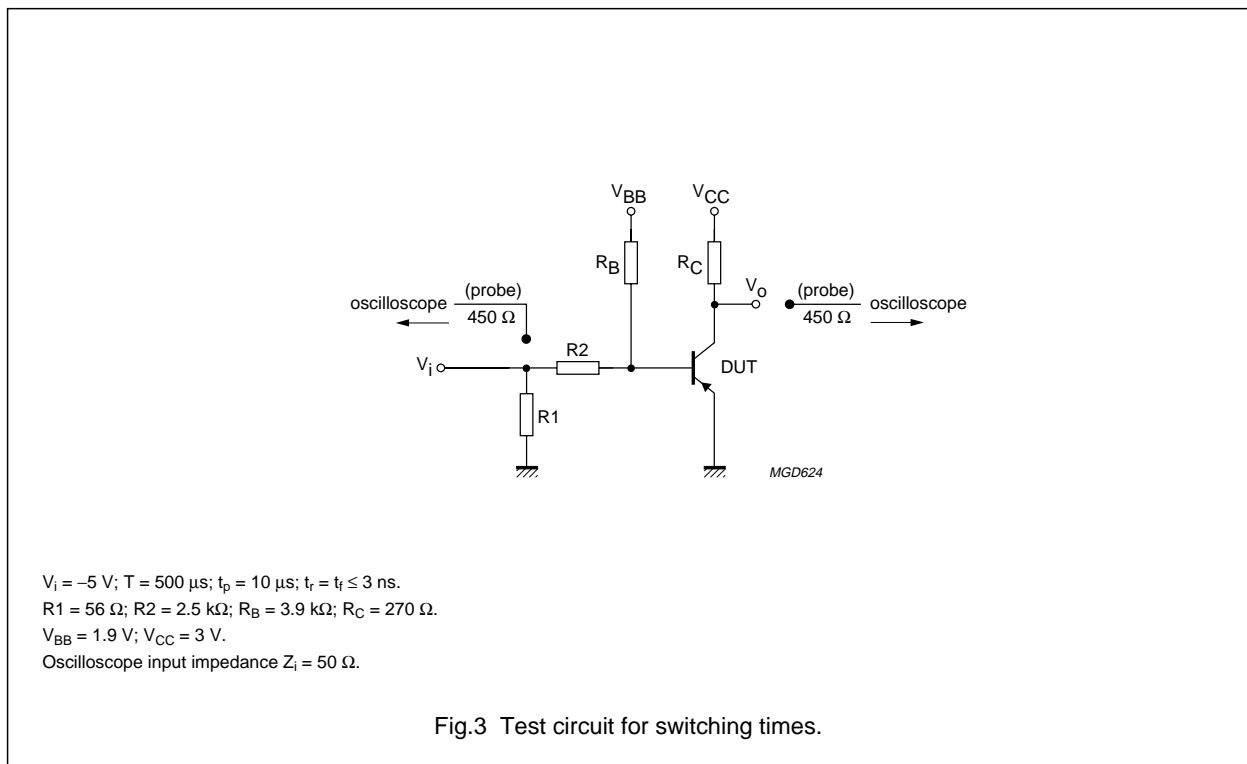 V_BB
V_CC
R_B
R_C
V_o
(probe)
oscilloscope
450 Ω
(probe)
oscilloscope
450 Ω
R2
V_i
DUT
R1
MGD624
V_i = −5 V; T = 500 μs; t_p = 10 μs; t_r = t_f ≤ 3 ns.
R1 = 56 Ω; R2 = 2.5 kΩ; R_B = 3.9 kΩ; R_C = 270 Ω.
V_BB = 1.9 V; V_CC = 3 V.
Oscilloscope input impedance Z_i = 50 Ω.
Fig.3 Test circuit for switching times.